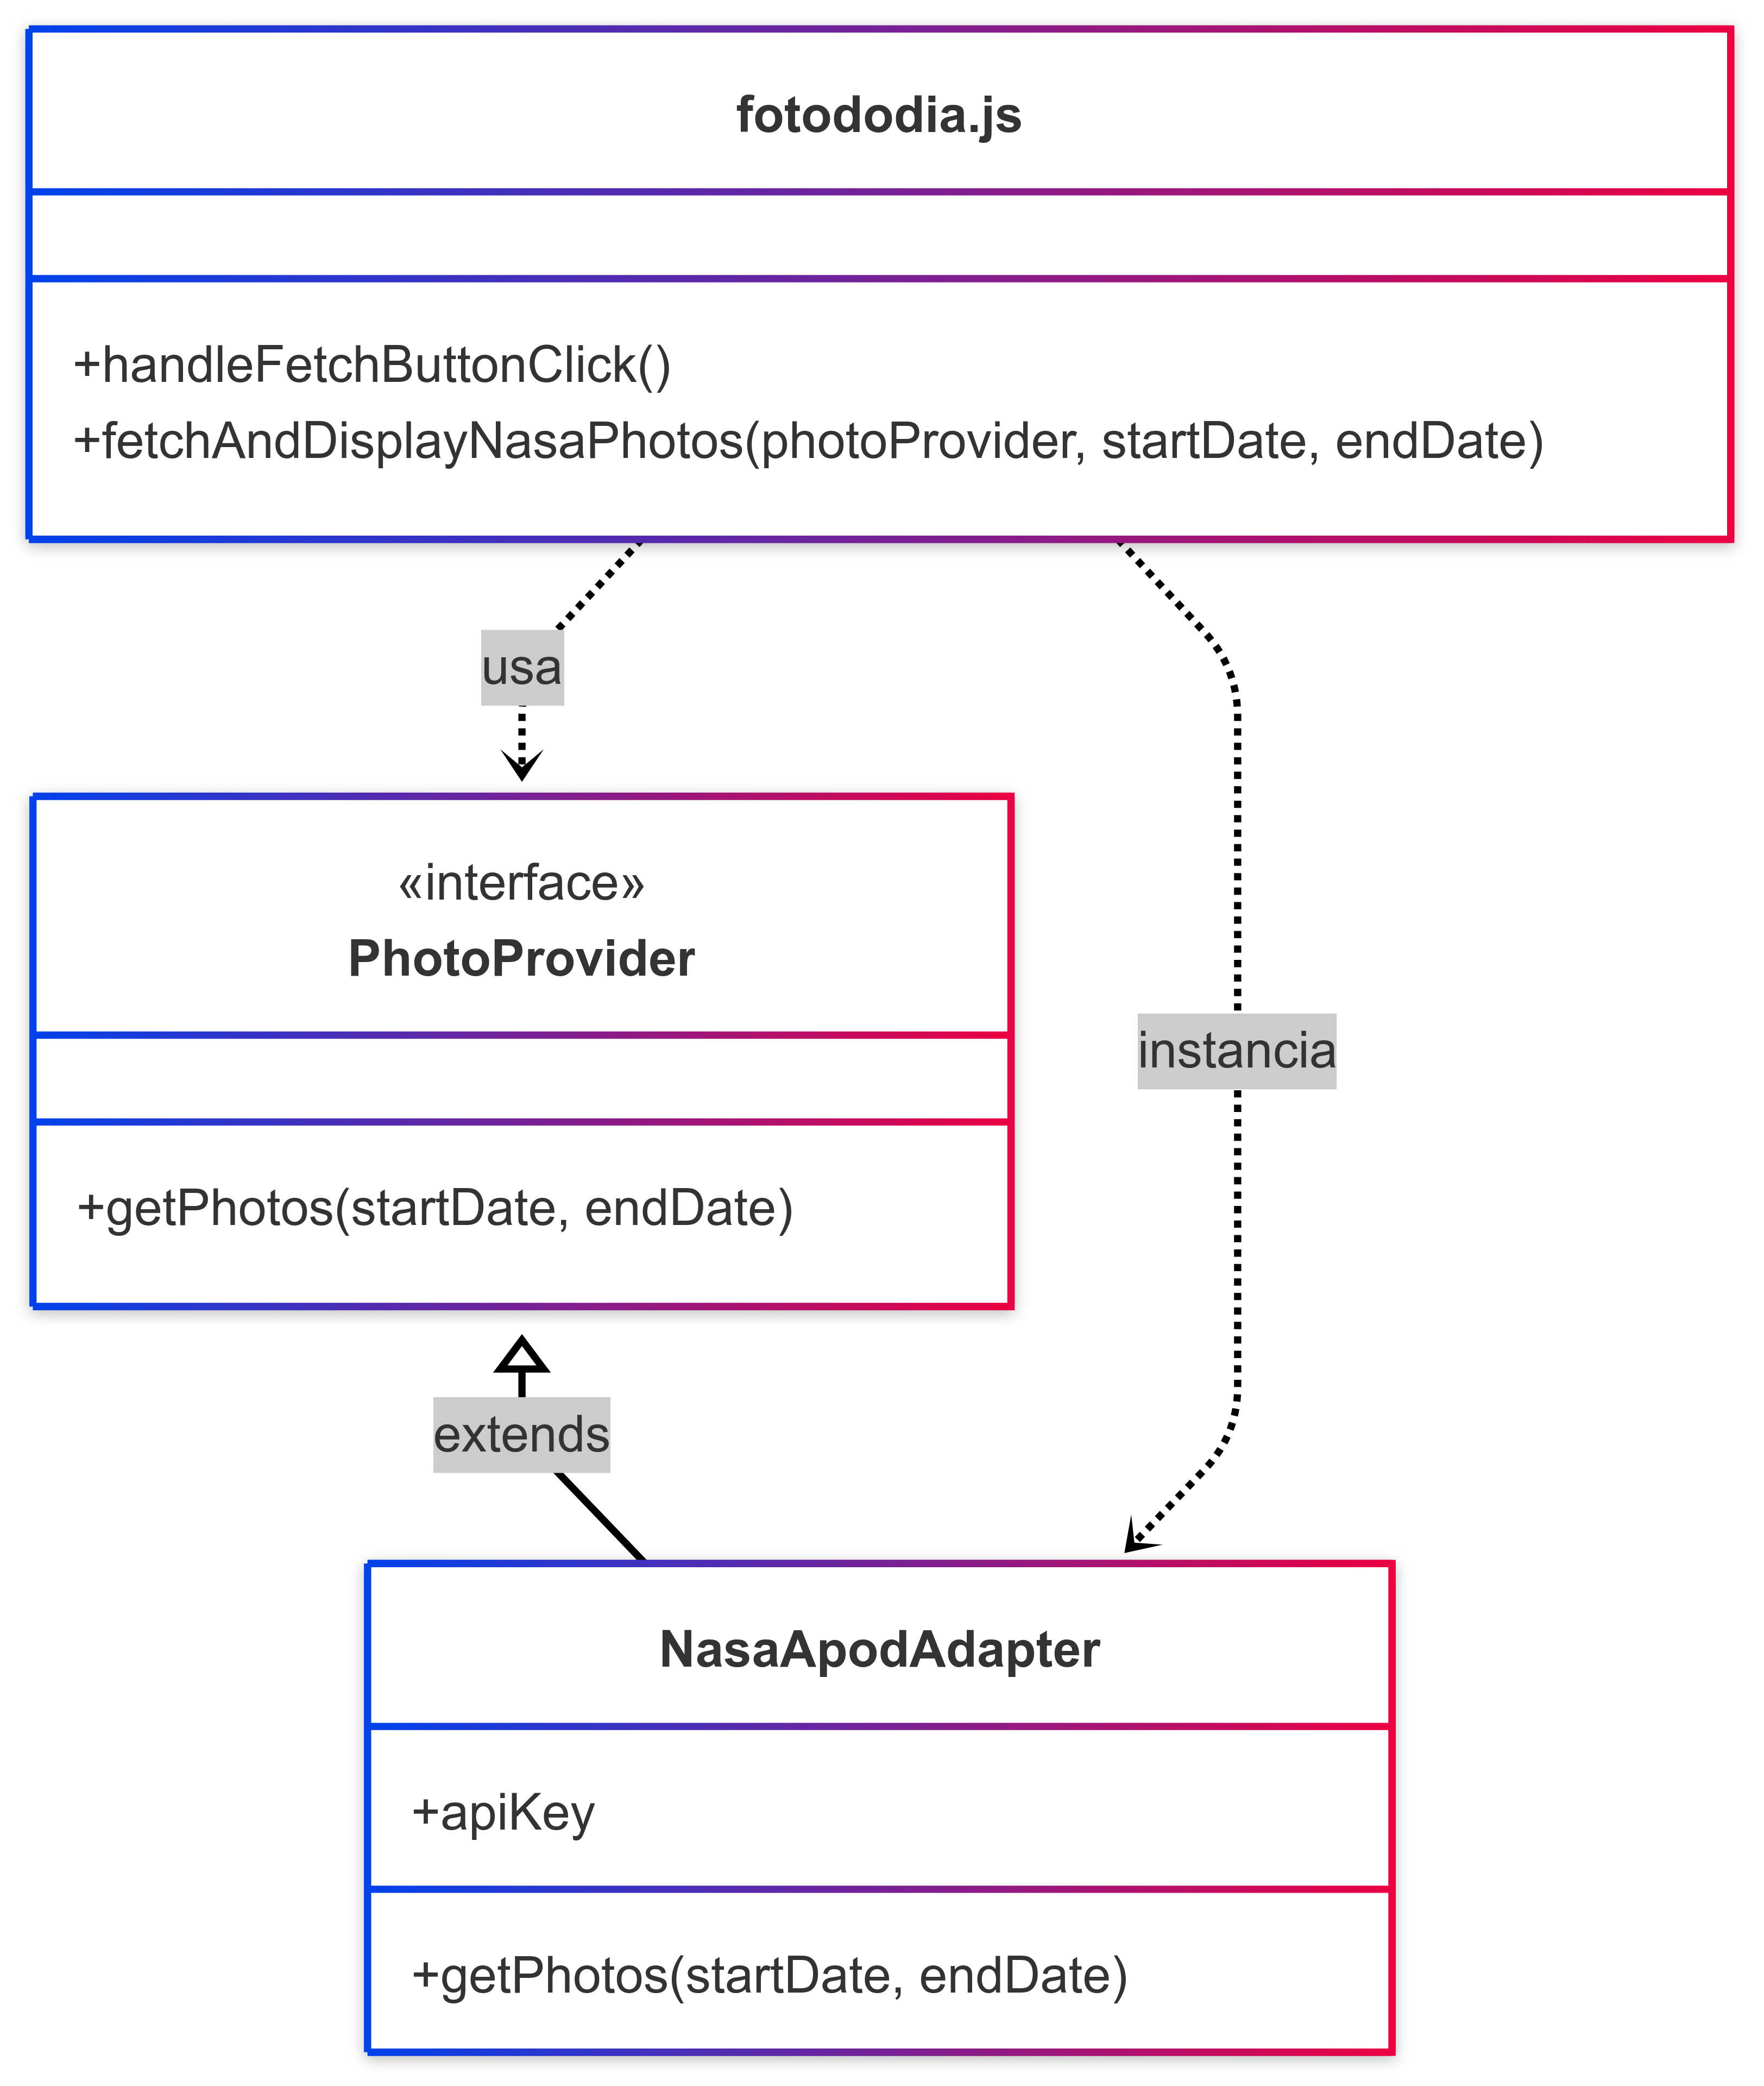 fotododia.js
+handleFetchButtonClick()
+fetchAndDisplayNasaPhotos(photoProvider, startDate, endDate)
usa
«interface»
PhotoProvider
instancia
+getPhotos(startDate, endDate)
extends
NasaApodAdapter
+apiKey
+getPhotos(startDate, endDate)